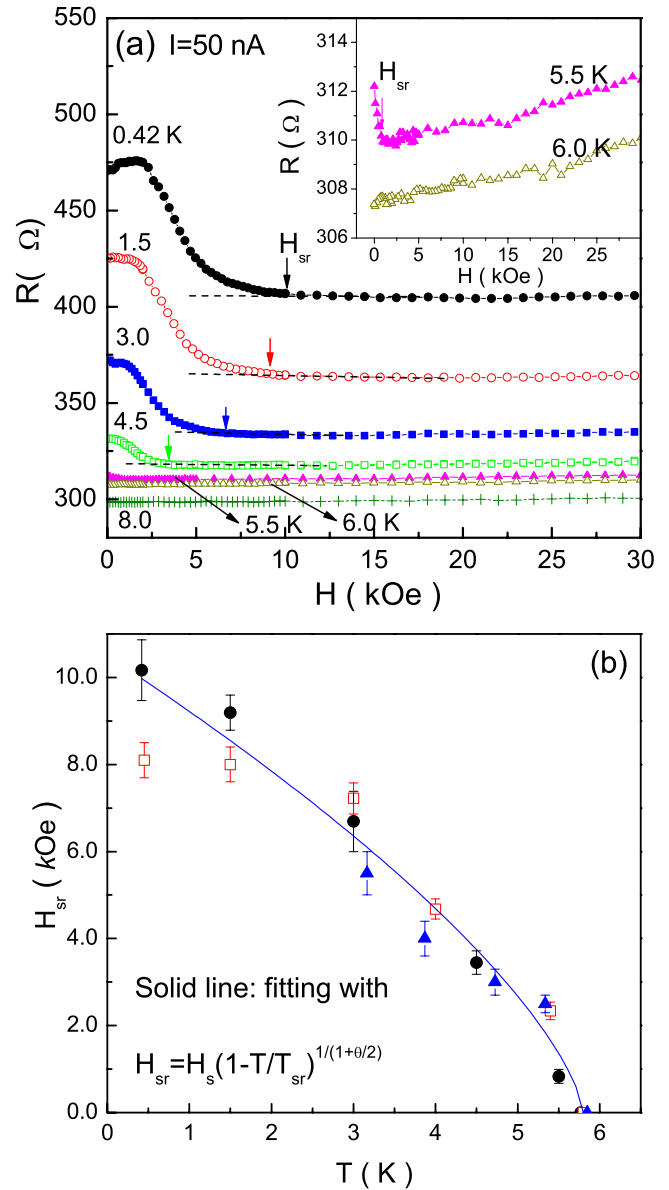 (a) I=50 nA
R( Ω)
550
500
450
400
350
300
0.42 K
1.5
3.0
4.5
8.0
5.5 K
6.0 K
H_sr
0
5
10
15
20
25
30
H ( kOe)
R ( Ω )
314
312
310
308
306
H_sr
5.5 K
6.0 K
0
5
10
15
20
25
H ( kOe)
(b)
H_sr ( kOe)
10.0
8.0
6.0
4.0
2.0
0.0
Solid line: fitting with
H_sr=H_s(1-T/T_sr)^1/(1+θ/2)
0
1
2
3
4
5
6
T ( K )